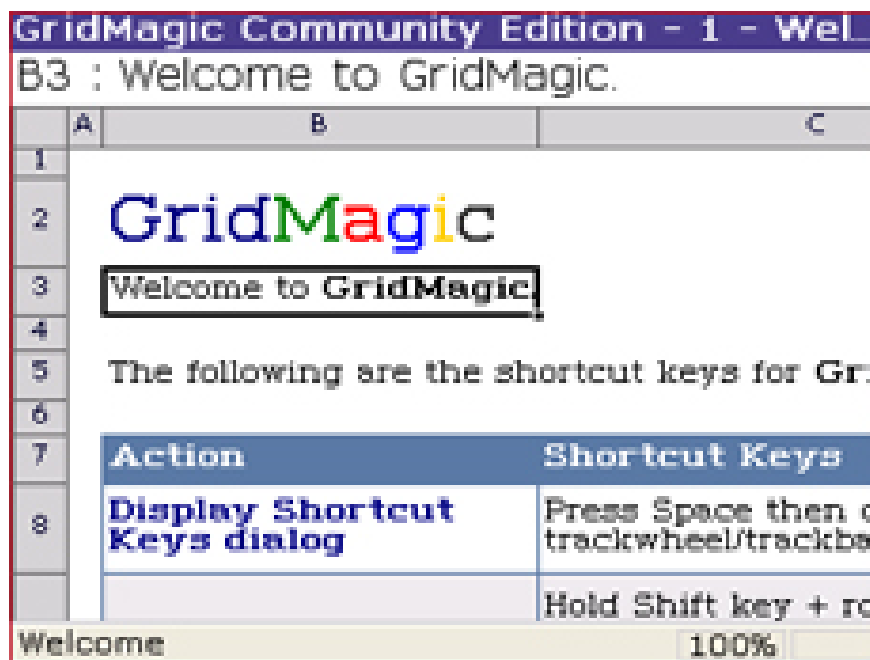 GridMagic Community Edition - 1 - Wel...
B3 : Welcome to GridMagic.
A B C
1
2 GridMagic
3 Welcome to GridMagic.
4
5 The following are the shortcut keys for Gr
6
7 Action Shortcut Keys
8 Display Shortcut Press Space then
Keys dialog trackwheel/trackba
Hold Shift key + ro
Welcome 100%